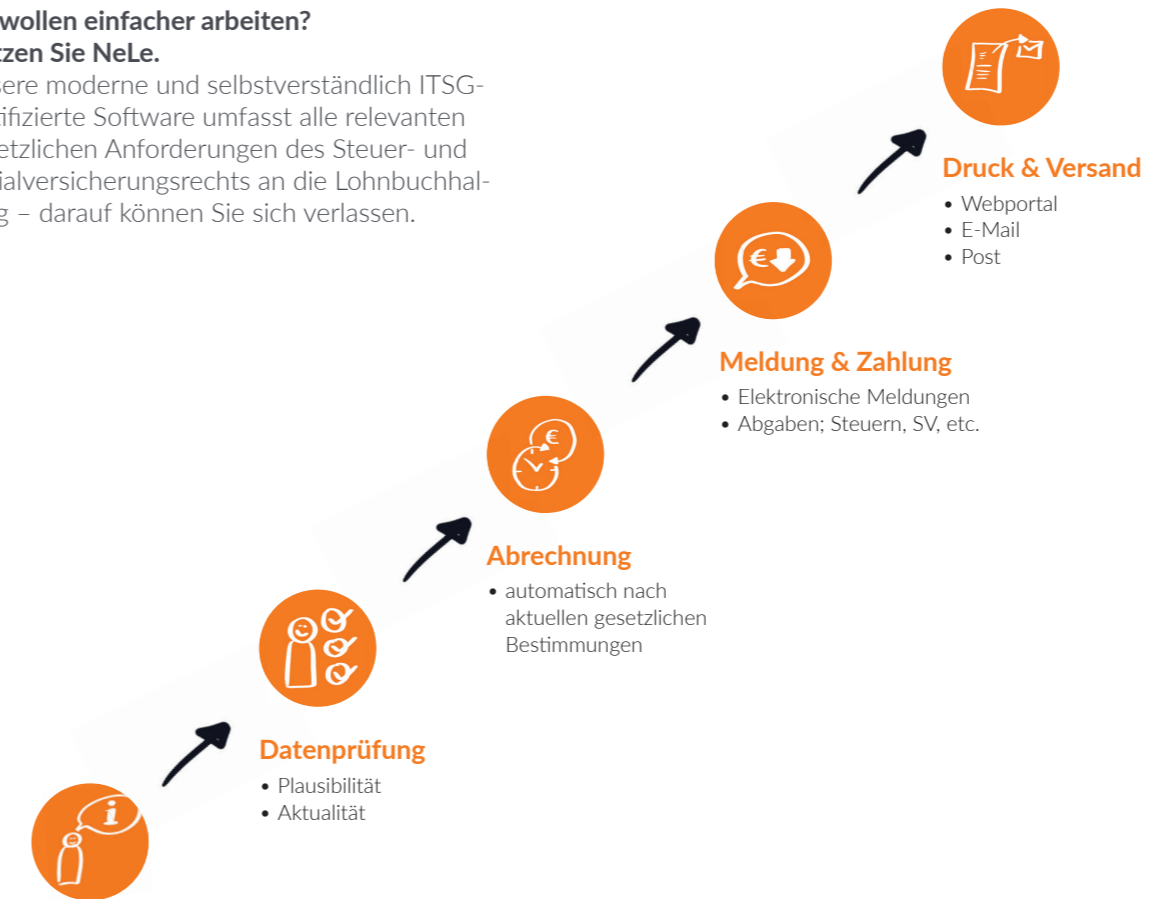 wollen einfacher arbeiten?
tzen Sie NeLe.
sere moderne und selbstverständlich ITSG-
tifizierte Software umfasst alle relevanten
etzlichen Anforderungen des Steuer- und
ialversicherungsrechts an die Lohnbuchhal-
g – darauf können Sie sich verlassen.
Druck & Versand
• Webportal
• E-Mail
• Post
Meldung & Zahlung
• Elektronische Meldungen
• Abgaben; Steuern, SV, etc.
Abrechnung
• automatisch nach
aktuellen gesetzlichen
Bestimmungen
Datenprüfung
• Plausibilität
• Aktualität